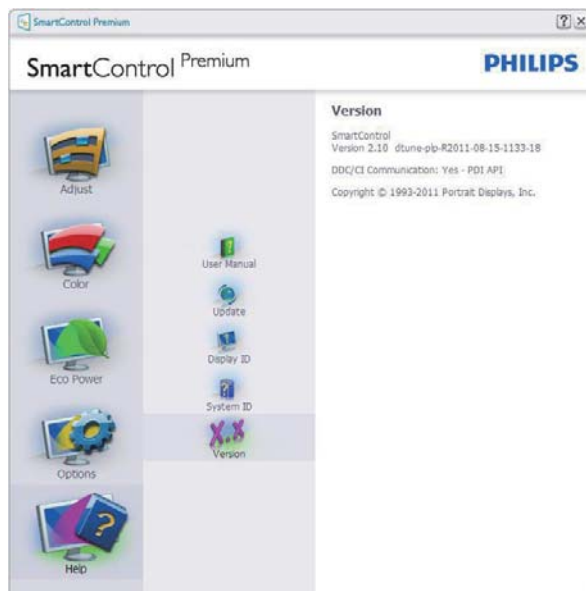 SmartControl Premium
SmartControl Premium
PHILIPS
Adjust
Color
Eco Power
Options
Help
User Manual
Update
Display ID
System ID
Version
Version
SmartControl
Version 2.10 dtune-plp-R2011-08-15-1133-18
DDC/CI Communication: Yes - PDI API
Copyright © 1993-2011 Portrait Displays, Inc.